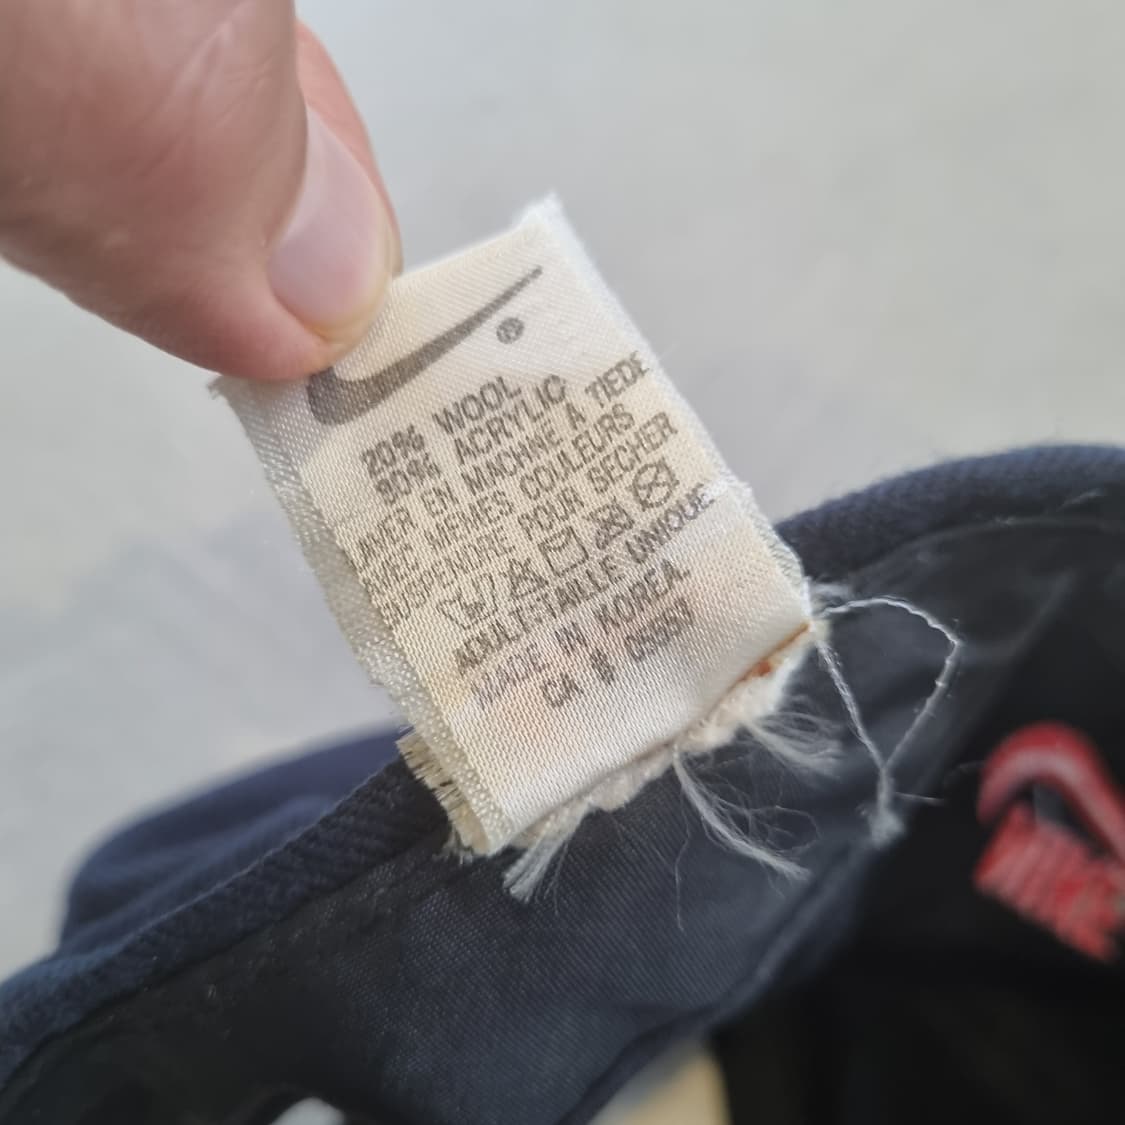 ®
20% WOOL
80% ACRYLIC
LAVER EN MACHINE À TIEDE
AVEC MEMES COULEURS
SUSPENDRE POUR SECHER
ADULT/TAILLE UNIQUE
MADE IN KOREA
CA
NIKE